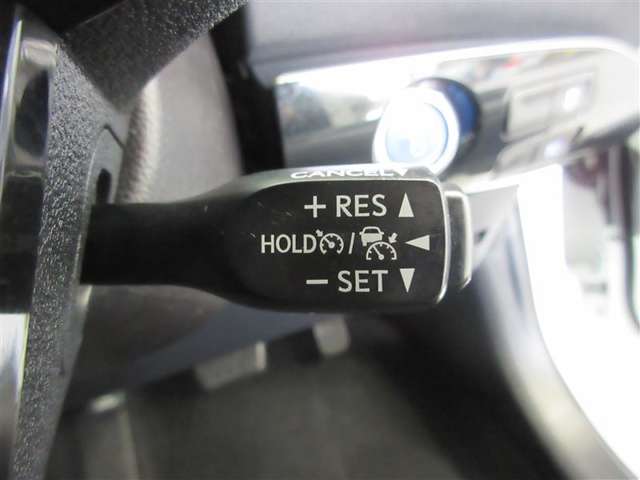 CANCEL
+ RES ▲
HOLD / ◄
− SET ▼